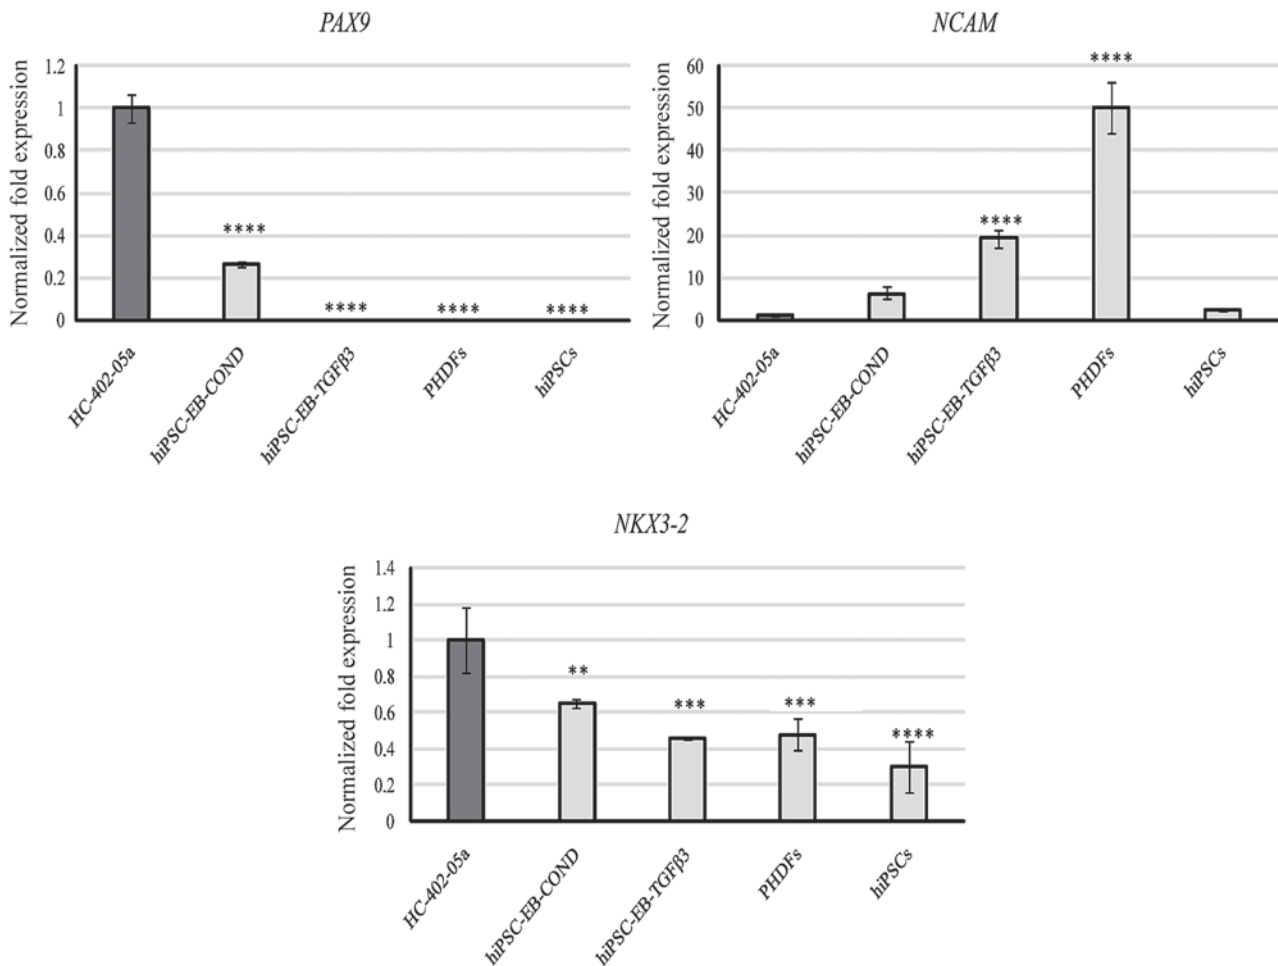 PAX9
Normalized fold expression
1.2
1
0.8
0.6
0.4
0.2
0
****
****
****
****
HC-402-05a
hiPSC-EB-COND
hiPSC-EB-TGFβ3
PHDFs
hiPSCs
NCAM
Normalized fold expression
60
50
40
30
20
10
0
****
****
HC-402-05a
hiPSC-EB-COND
hiPSC-EB-TGFβ3
PHDFs
hiPSCs
NKX3-2
Normalized fold expression
1.4
1.2
1
0.8
0.6
0.4
0.2
0
**
***
***
****
HC-402-05a
hiPSC-EB-COND
hiPSC-EB-TGFβ3
PHDFs
hiPSCs